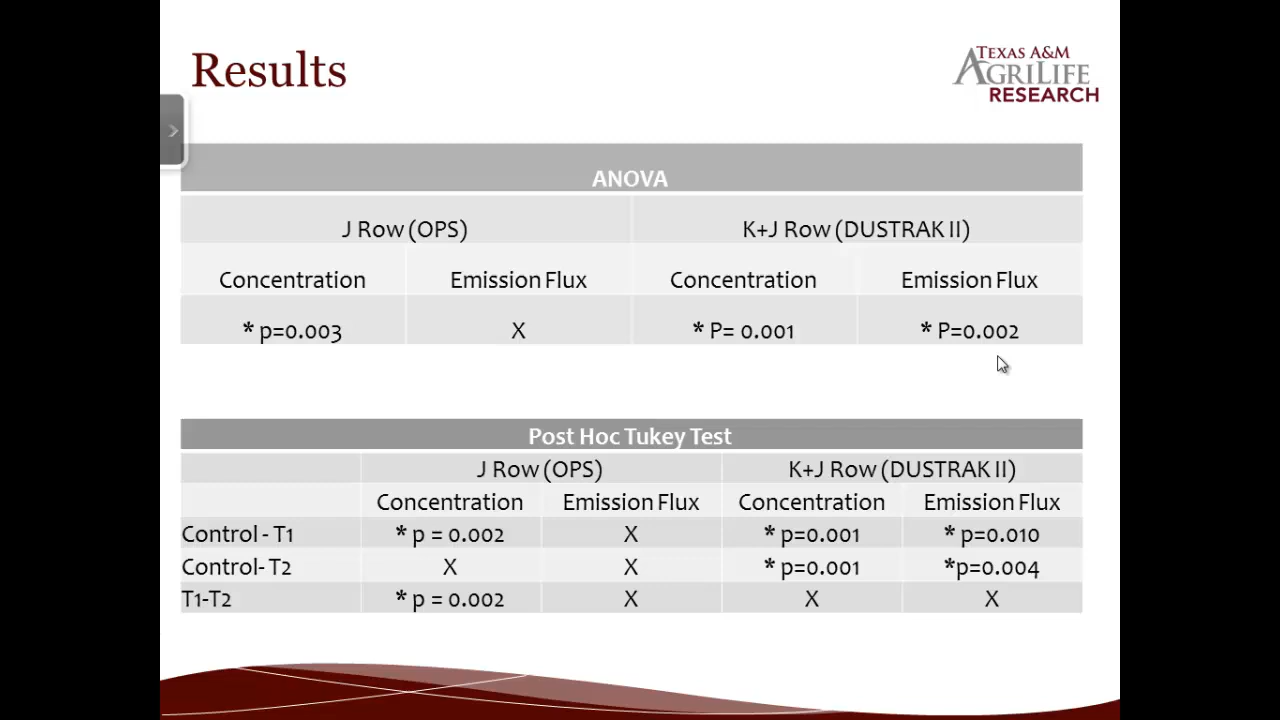 Results
TEXAS A&M
AGRILIFE
RESEARCH
>
ANOVA
J Row (OPS) K+J Row (DUSTRAK II)
Concentration Emission Flux Concentration Emission Flux
* p=0.003 X * P= 0.001 * P=0.002
Post Hoc Tukey Test
J Row (OPS) K+J Row (DUSTRAK II)
Concentration Emission Flux Concentration Emission Flux
Control - T1 * p = 0.002 X * p=0.001 * p=0.010
Control- T2 X X * p=0.001 *p=0.004
T1-T2 * p = 0.002 X X X